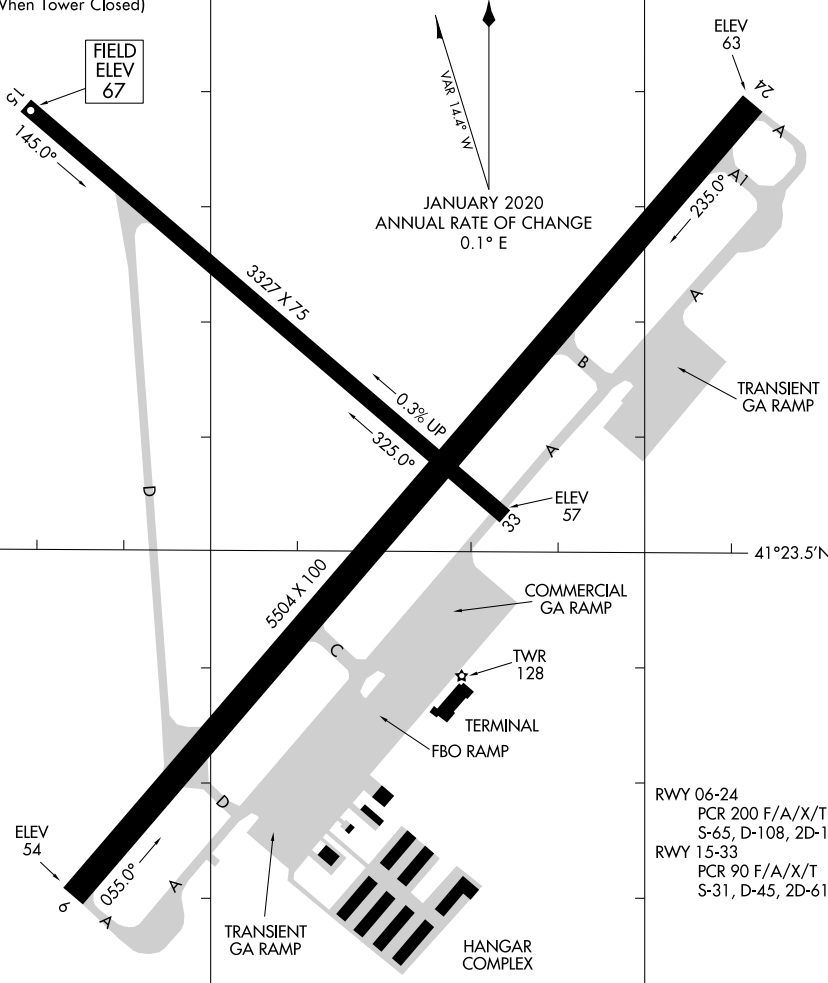 When Tower Closed)
FIELD
ELEV
67
15
145.0°
VAR 14.4° W
JANUARY 2020
ANNUAL RATE OF CHANGE
0.1° E
ELEV
63
24
A
A1
235.0°
A
3327 X 75
B
TRANSIENT
GA RAMP
0.3% UP
325.0°
A
D
ELEV
57
33
41°23.5'N
5504 X 100
COMMERCIAL
GA RAMP
C
TWR
128
TERMINAL
FBO RAMP
D
RWY 06-24
PCR 200 F/A/X/T
S-65, D-108, 2D-1
RWY 15-33
PCR 90 F/A/X/T
S-31, D-45, 2D-61
ELEV
54
055.0°
A
6
A
TRANSIENT
GA RAMP
HANGAR
COMPLEX